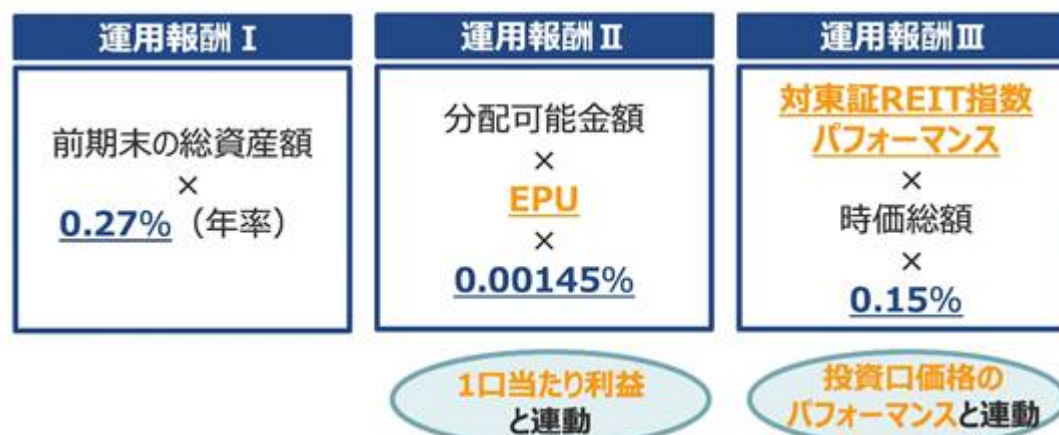 運用報酬Ⅰ
前期末の総資産額
×
0.27%（年率）
運用報酬Ⅱ
分配可能金額
×
EPU
×
0.00145%
1口当たり利益
と連動
運用報酬Ⅲ
対東証REIT指数
パフォーマンス
×
時価総額
×
0.15%
投資口価格の
パフォーマンスと連動